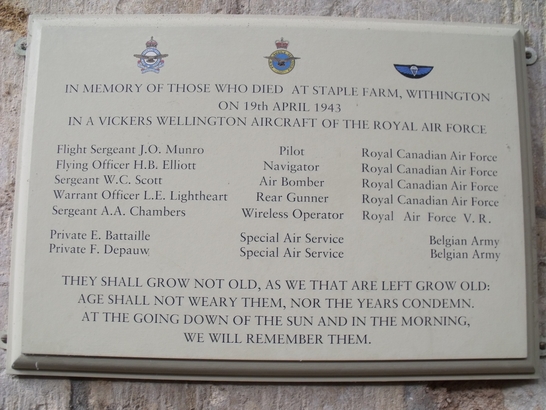 IN MEMORY OF THOSE WHO DIED AT STAPLE FARM, WITHINGTON
ON 19th APRIL 1943
IN A VICKERS WELLINGTON AIRCRAFT OF THE ROYAL AIR FORCE
Flight Sergeant J.O. Munro Pilot Royal Canadian Air Force
Flying Officer H.B. Elliott Navigator Royal Canadian Air Force
Sergeant W.C. Scott Air Bomber Royal Canadian Air Force
Warrant Officer L.E. Lightheart Rear Gunner Royal Canadian Air Force
Sergeant A.A. Chambers Wireless Operator Royal Air Force V.R.
Private E. Battaille Special Air Service Belgian Army
Private F. Depauw Special Air Service Belgian Army
THEY SHALL GROW NOT OLD, AS WE THAT ARE LEFT GROW OLD:
AGE SHALL NOT WEARY THEM, NOR THE YEARS CONDEMN.
AT THE GOING DOWN OF THE SUN AND IN THE MORNING,
WE WILL REMEMBER THEM.